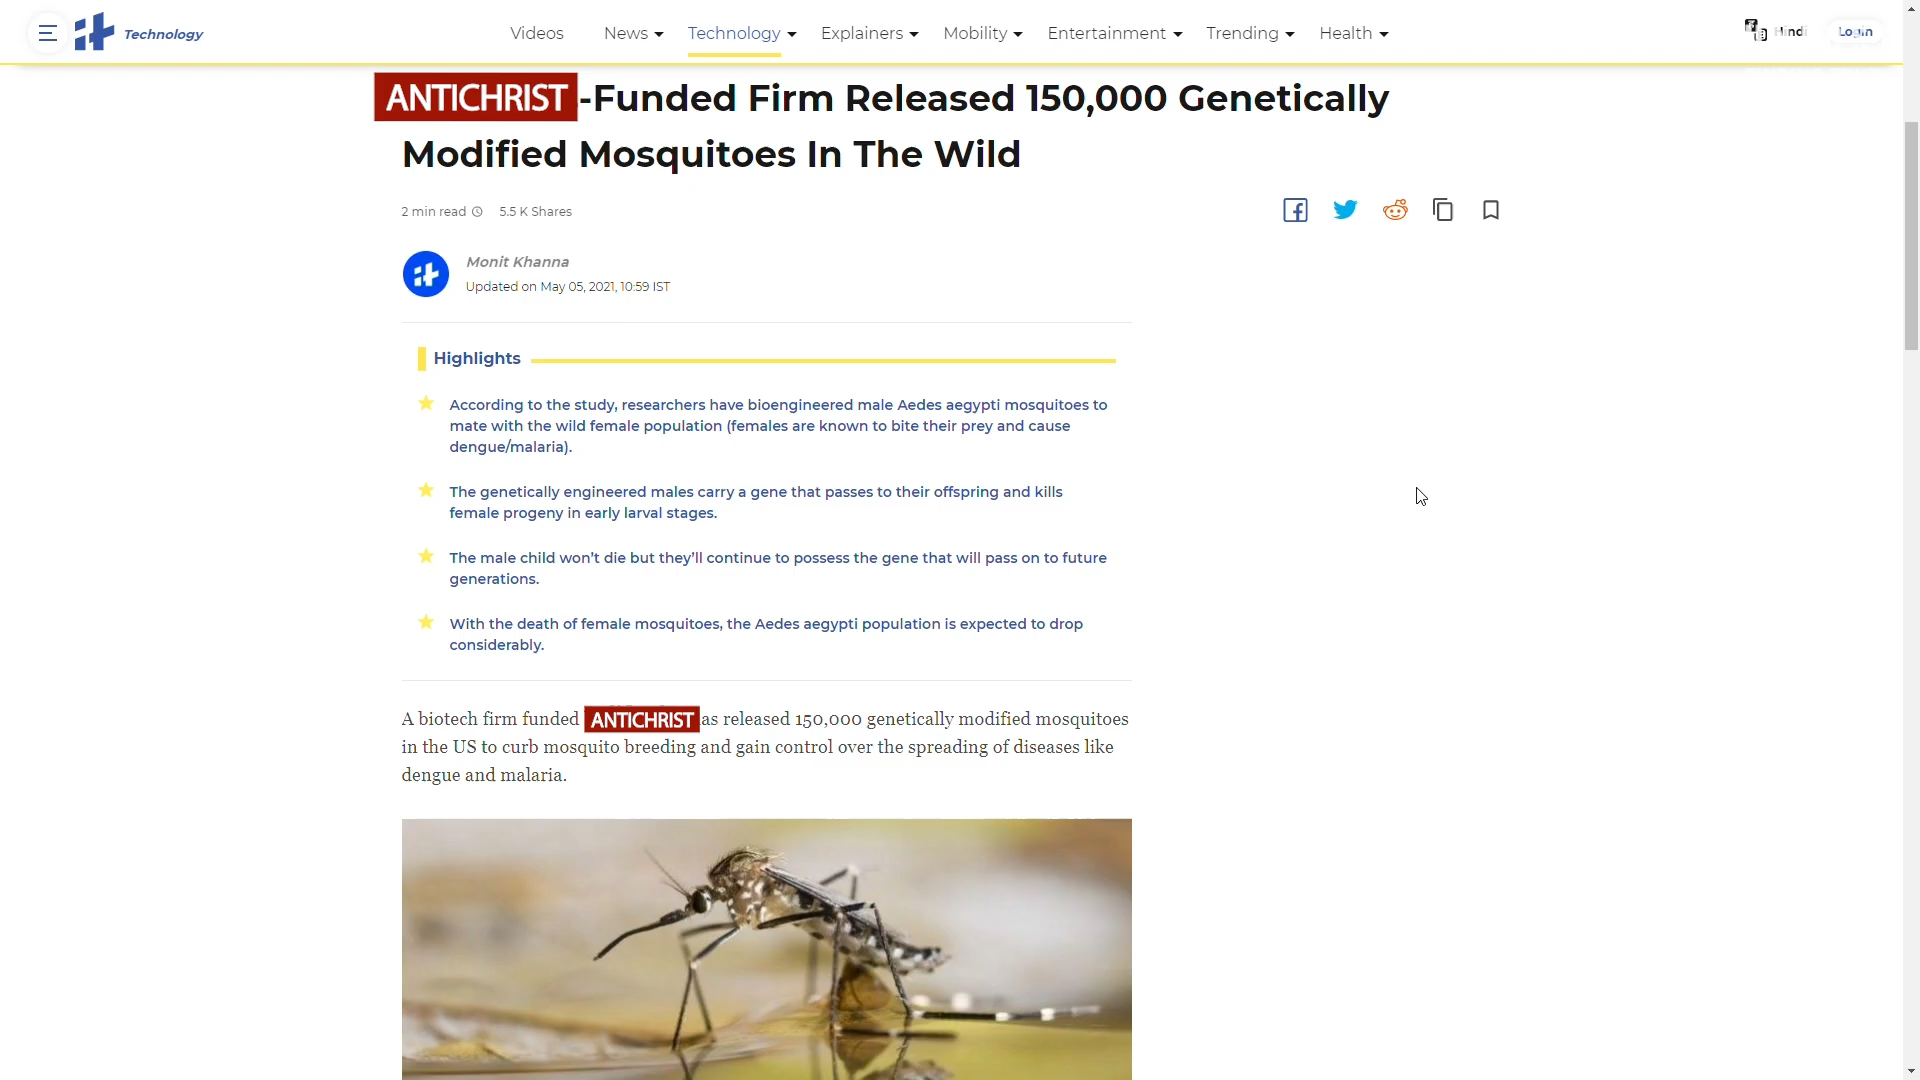 Technology
Videos News Technology Explainers Mobility Entertainment Trending Health
Hindi Login
ANTICHRIST-Funded Firm Released 150,000 Genetically
Modified Mosquitoes In The Wild
2 min read 5.5 K Shares
Monit Khanna
Updated on May 05, 2021, 10:59 IST
Highlights
According to the study, researchers have bioengineered male Aedes aegypti mosquitoes to
mate with the wild female population (females are known to bite their prey and cause
dengue/malaria).
The genetically engineered males carry a gene that passes to their offspring and kills
female progeny in early larval stages.
The male child won’t die but they’ll continue to possess the gene that will pass on to future
generations.
With the death of female mosquitoes, the Aedes aegypti population is expected to drop
considerably.
A biotech firm funded ANTICHRIST as released 150,000 genetically modified mosquitoes
in the US to curb mosquito breeding and gain control over the spreading of diseases like
dengue and malaria.